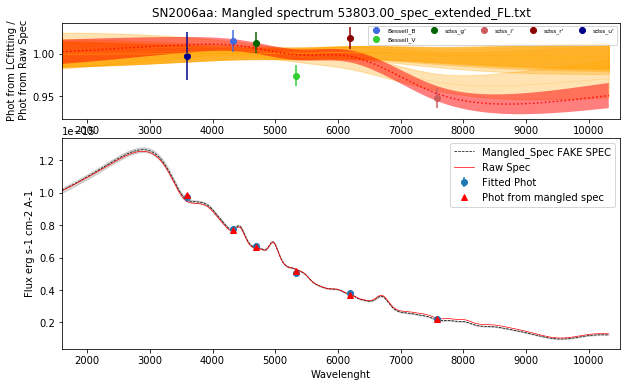 SN2006aa: Mangled spectrum 53803.00_spec_extended_FL.txt
Phot from LCfitting /
Phot from Raw Spec
1.00
0.95
Bessell_B
Bessell_V
sdss_g'
sdss_i'
sdss_r'
sdss_u'
2000 3000 4000 5000 6000 7000 8000 9000 10000
1e−15
Flux erg s-1 cm-2 A-1
1.2
1.0
0.8
0.6
0.4
0.2
Mangled_Spec FAKE SPEC
Raw Spec
Fitted Phot
Phot from mangled spec
2000 3000 4000 5000 6000 7000 8000 9000 10000
Wavelenght